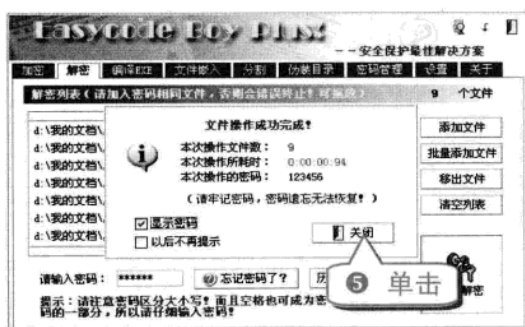 Easycode Boy Plus!
--安全保护最佳解决方案
加密 解密 编译EXE 文件嵌入 分割 伪装目录 密码管理 设置 关于
解密列表(请加入密码相同文件,否则会错误终止!可拖放) 9 个文件
d:\我的文档\
d:\我的文档\
d:\我的文档\
d:\我的文档\
d:\我的文档\
d:\我的文档\
文件操作成功完成!
本次操作文件数: 9
本次操作所耗时: 0:00:00:94
本次操作的密码: 123456
(请牢记密码,密码遗忘无法恢复!)
显示密码
以后不再提示
关闭
添加文件
批量添加文件
移出文件
清空列表
5 单击
请输入密码: ****** 忘记密码了? 历
解密
提示:请注意密码区分大小写!而且空格也可成为密
码的一部分,所以请仔细输入密码!